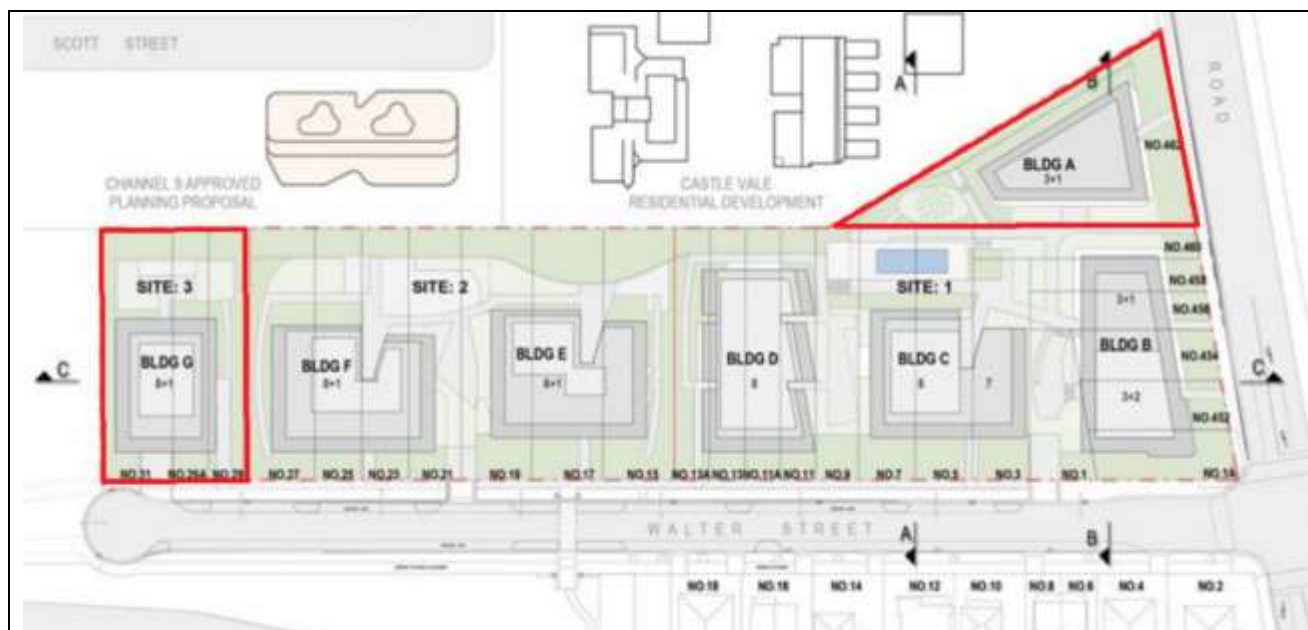 SCOTT STREET
ROAD
A
B
BLDG A
3+1
NO.462
CHANNEL 9 APPROVED
PLANNING PROPOSAL
CASTLE VALE
RESIDENTIAL DEVELOPMENT
NO.460
SITE: 3
SITE: 2
SITE: 1
NO.458
3+1
NO.456
BLDG G
8+1
BLDG F
8+1
BLDG E
BLDG D
8
BLDG C
7
BLDG B
NO.454
C
C
3+2
NO.452
NO.31
NO.27
NO.25
NO.23
NO.21
NO.19
NO.17
NO.15
NO.13A
NO.13
NO.11A
NO.11
NO.9
NO.7
NO.5
NO.3
NO.1
NO.1A
WALTER STREET
A
B
NO.18
NO.16
NO.14
NO.12
NO.10
NO.8
NO.6
NO.4
NO.2